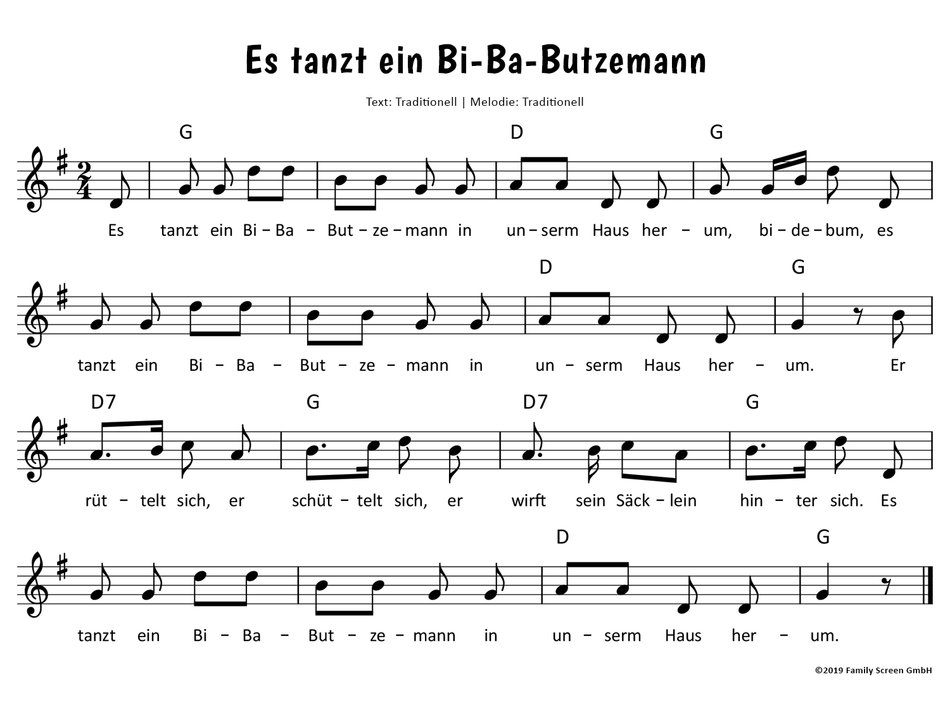 Es tanzt ein Bi-Ba-Butzemann
Text: Traditionell | Melodie: Traditionell
G D G
2
4
Es tanzt ein Bi – Ba – But – ze – mann in un – serm Haus her – um, bi – de – bum, es
D G
tanzt ein Bi – Ba – But – ze – mann in un – serm Haus her – um. Er
D7 G D7 G
rüt – telt sich, er schüt – telt sich, er wirft sein Säck – lein hin – ter sich. Es
D G
tanzt ein Bi – Ba – But – ze – mann in un – serm Haus her – um.
©2019 Family Screen GmbH